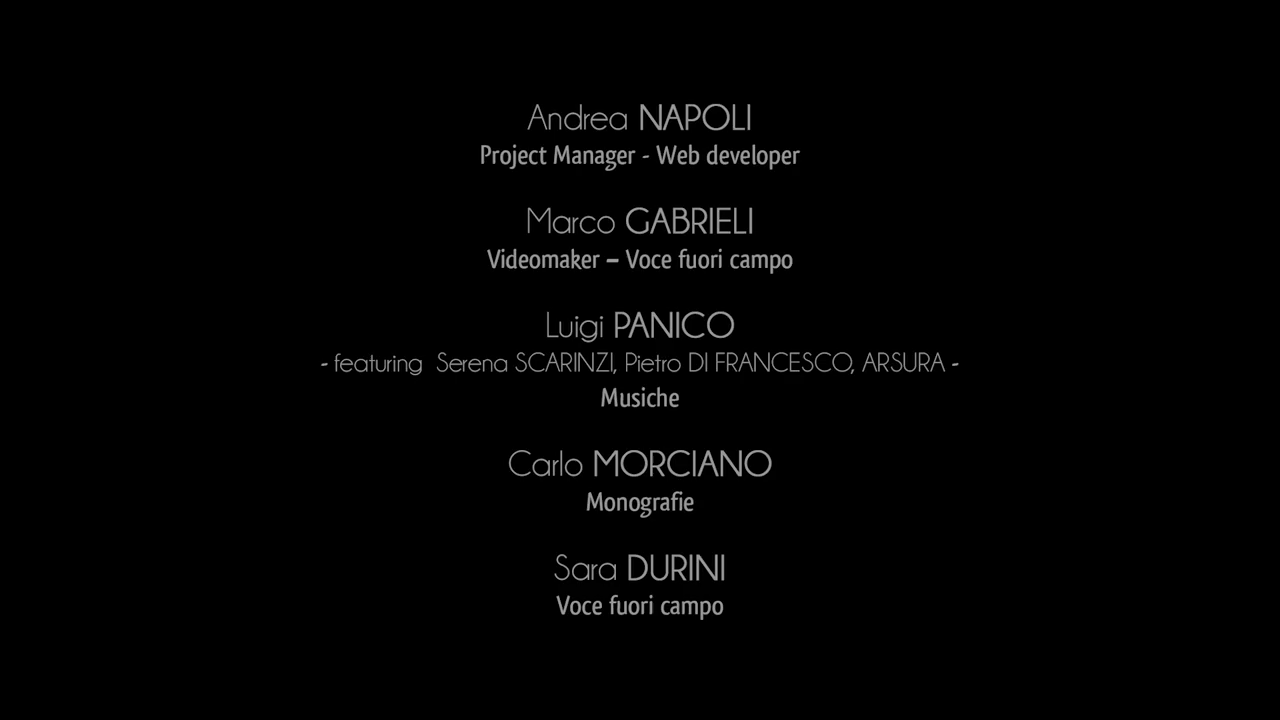 Andrea NAPOLI
Project Manager - Web developer
Marco GABRIELI
Videomaker – Voce fuori campo
Luigi PANICO
- featuring Serena SCARINZI, Pietro DI FRANCESCO, ARSURA -
Musiche
Carlo MORCIANO
Monografie
Sara DURINI
Voce fuori campo